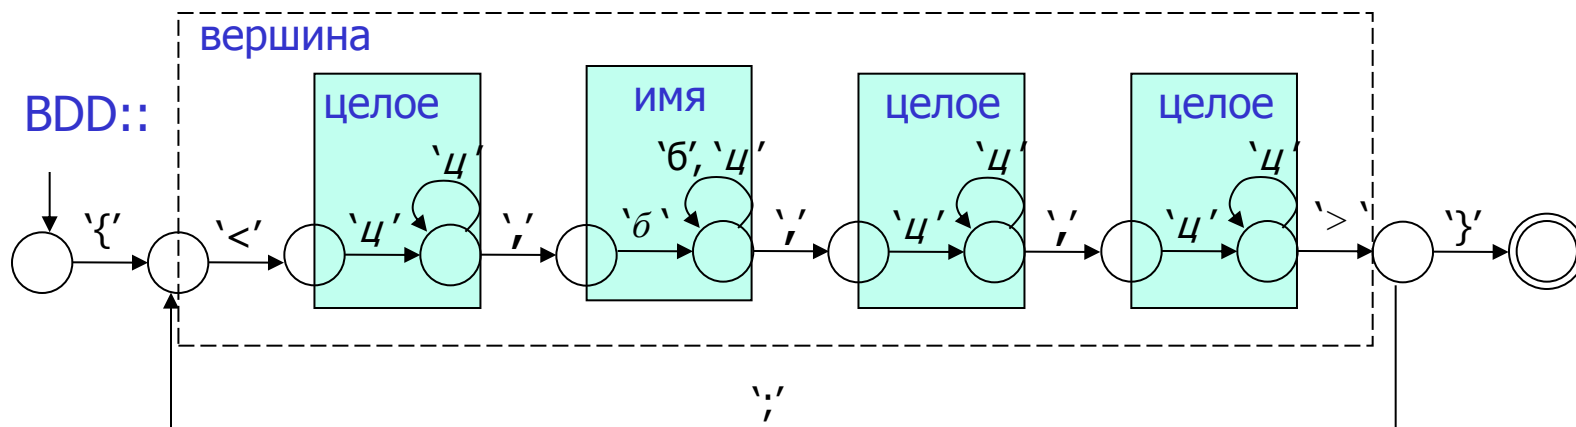 вершина
BDD::
целое
имя
целое
целое
‘ц’
‘б’, ‘ц’
‘ц’
‘ц’
‘{’ ‘<’ ‘ц’ ‘,’ ‘б‘ ‘,’ ‘ц’ ‘,’ ‘ц’ ‘>‘ ‘}’
‘;’